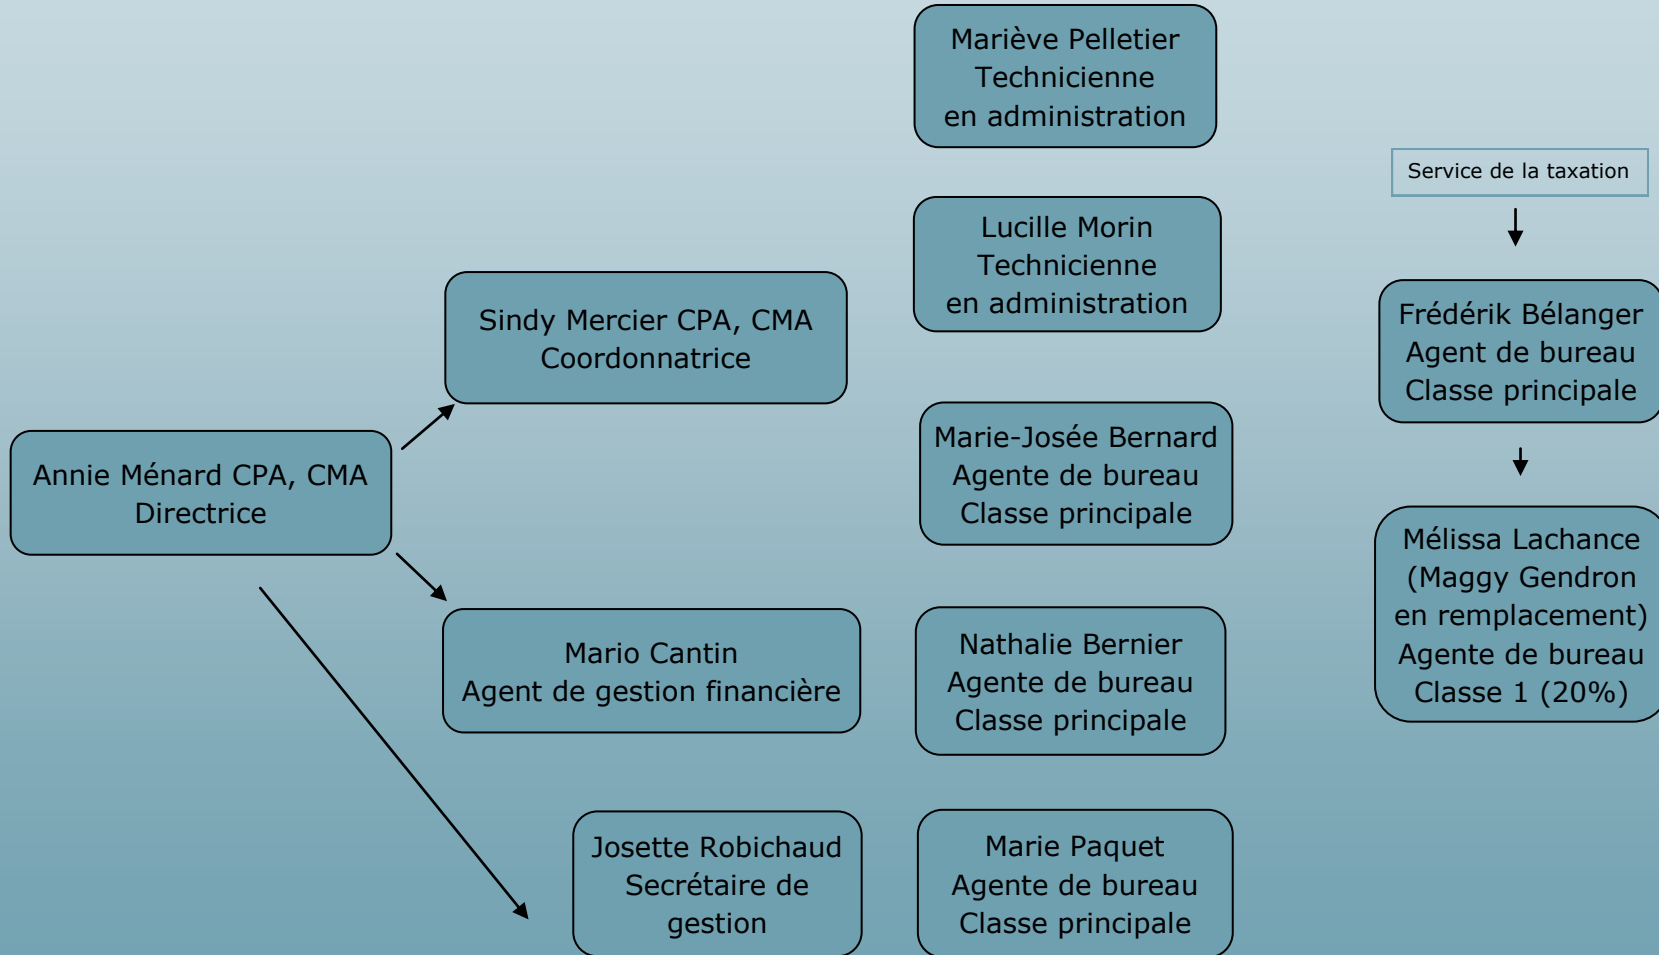 Mariève Pelletier
Technicienne
en administration
Service de la taxation
Lucille Morin
Technicienne
en administration
Sindy Mercier CPA, CMA
Coordonnatrice
Frédérik Bélanger
Agent de bureau
Classe principale
Marie-Josée Bernard
Agente de bureau
Classe principale
Annie Ménard CPA, CMA
Directrice
Mélissa Lachance
(Maggy Gendron
en remplacement)
Agente de bureau
Classe 1 (20%)
Mario Cantin
Agent de gestion financière
Nathalie Bernier
Agente de bureau
Classe principale
Josette Robichaud
Secrétaire de
gestion
Marie Paquet
Agente de bureau
Classe principale